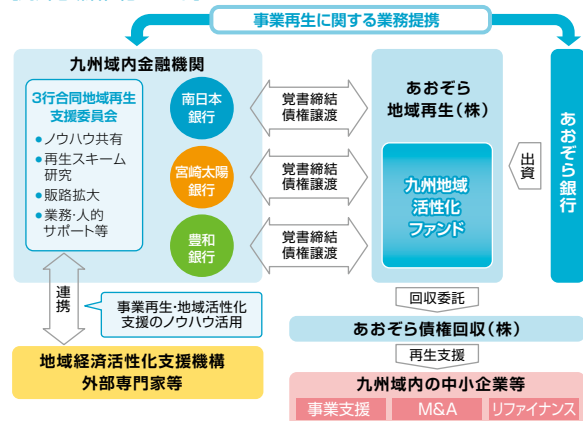 事業再生に関する業務提携
九州域内金融機関
3行合同地域再生
支援委員会
●ノウハウ共有
●再生スキーム
研究
●販路拡大
●業務・人的
サポート等
南日本
銀行
宮崎太陽
銀行
豊和
銀行
覚書締結
債権譲渡
覚書締結
債権譲渡
覚書締結
債権譲渡
あおぞら
地域再生(株)
九州地域
活性化
ファンド
出資
あおぞら銀行
連携
事業再生・地域活性化
支援のノウハウ活用
地域経済活性化支援機構
外部専門家等
回収委託
あおぞら債権回収(株)
再生支援
九州域内の中小企業等
事業支援
M&A
リファイナンス